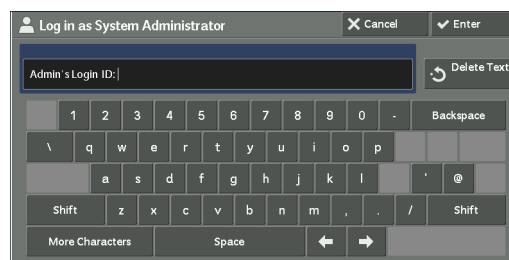 Log in as System Administrator
Cancel
Enter
Admin's Login ID:
Delete Text
1 2 3 4 5 6 7 8 9 0 - Backspace
\ q w e r t y u i o p
a s d f g h j k l ' @
Shift z x c v b n m , . / Shift
More Characters Space